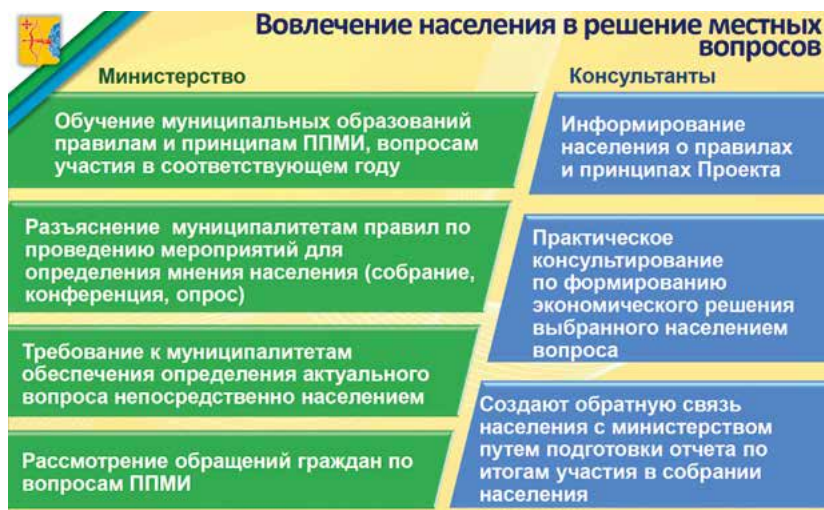 Вовлечение населения в решение местных
вопросов
Министерство
Обучение муниципальных образований
правилам и принципам ППМИ, вопросам
участия в соответствующем году
Разъяснение муниципалитетам правил по
проведению мероприятий для
определения мнения населения (собрание,
конференция, опрос)
Требование к муниципалитетам
обеспечения определения актуального
вопроса непосредственно населением
Рассмотрение обращений граждан по
вопросам ППМИ
Консультанты
Информирование
населения о правилах
и принципах Проекта
Практическое
консультирование
по формированию
экономического решения
выбранного населением
вопроса
Создают обратную связь
населения с министерством
путем подготовки отчета по
итогам участия в собрании
населения